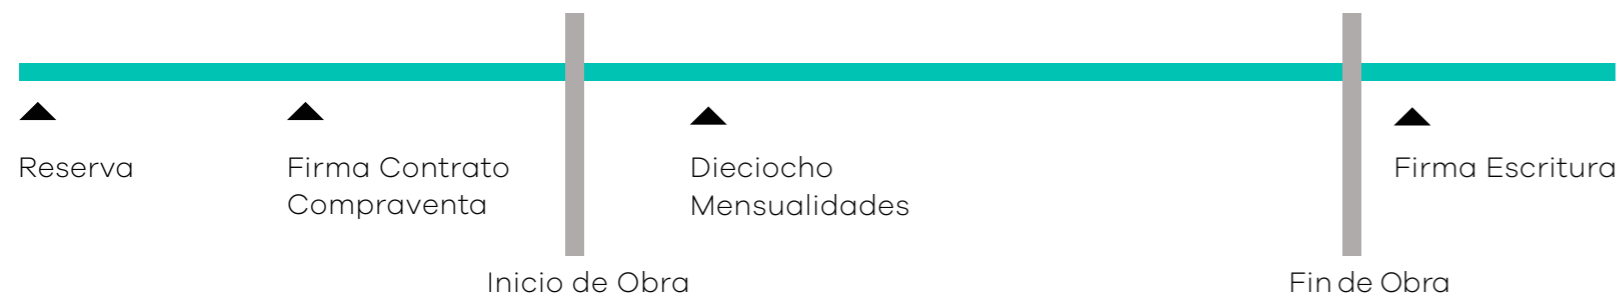 Reserva
Firma Contrato
Compraventa
Inicio de Obra
Dieciocho
Mensualidades
Fin de Obra
Firma Escritura